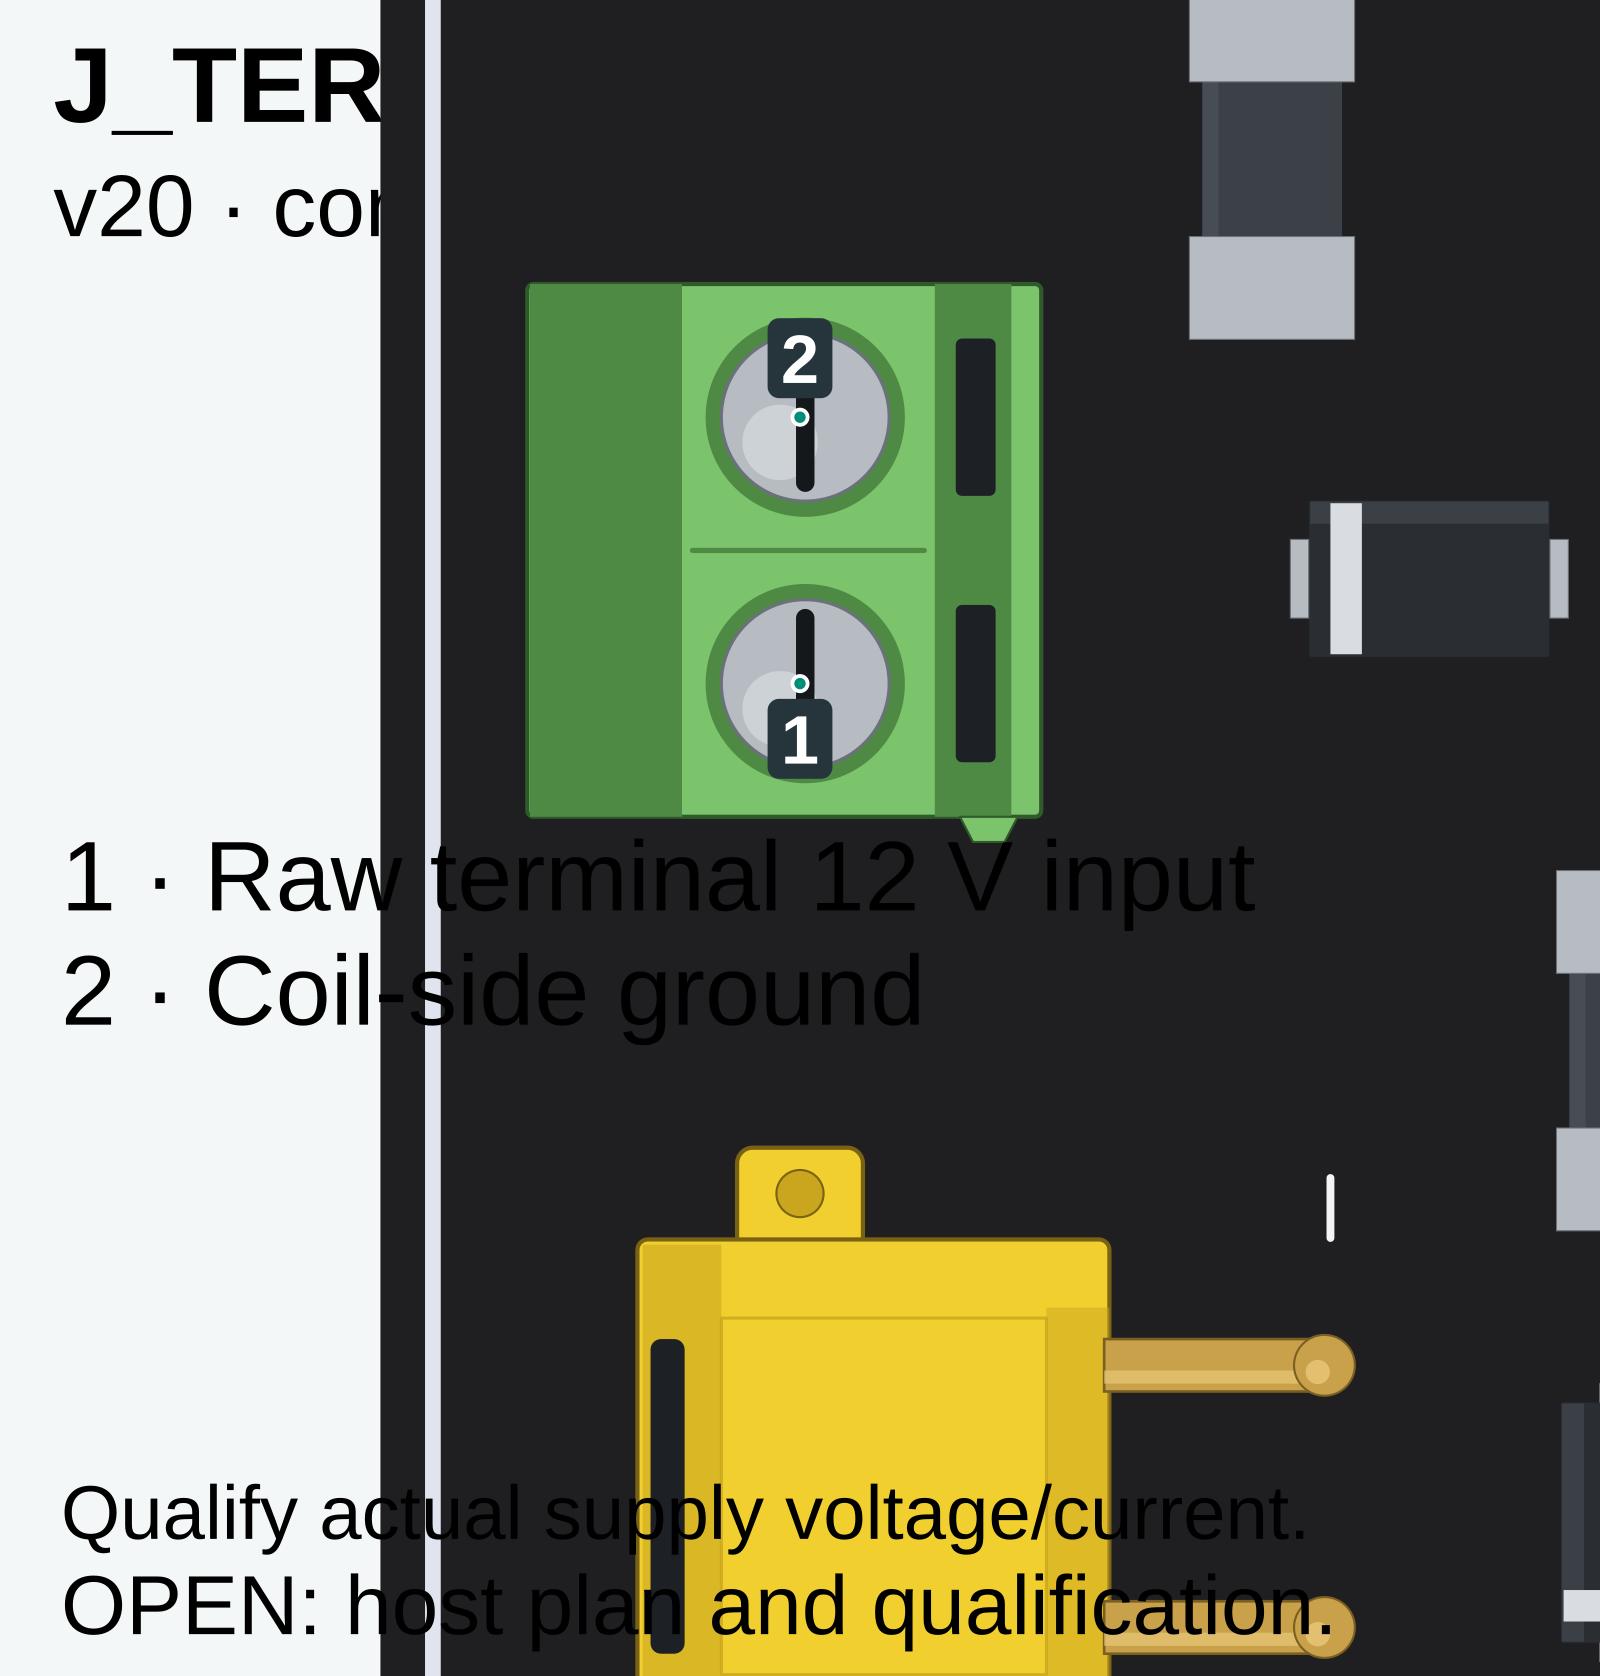 J_TER
v20 · cor
2
1
1 · Raw terminal 12 V input
2 · Coil-side ground
Qualify actual supply voltage/current.
OPEN: host plan and qualification.